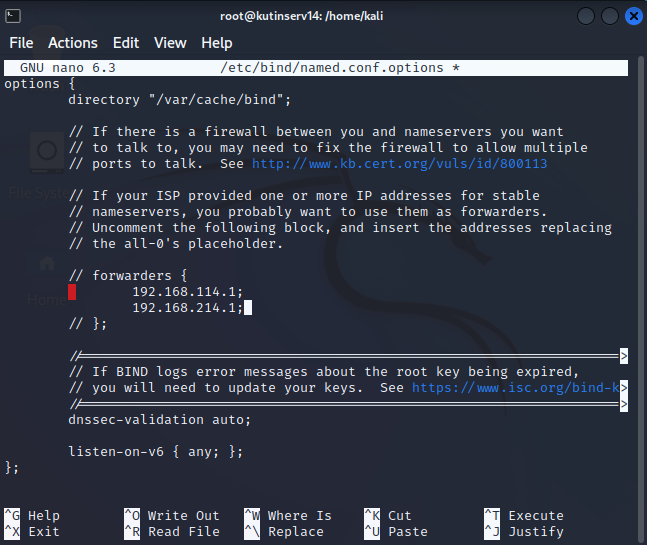 root@kutinserv14: /home/kali
File Actions Edit View Help
GNU nano 6.3 /etc/bind/named.conf.options *
options {
directory "/var/cache/bind";
// If there is a firewall between you and nameservers you want
// to talk to, you may need to fix the firewall to allow multiple
// ports to talk. See http://www.kb.cert.org/vuls/id/800113
// If your ISP provided one or more IP addresses for stable
// nameservers, you probably want to use them as forwarders.
// Uncomment the following block, and insert the addresses replacing
// the all-0's placeholder.
// forwarders {
192.168.114.1;
192.168.214.1;
// };
//===================================================================>
// If BIND logs error messages about the root key being expired,
// you will need to update your keys. See https://www.isc.org/bind-k>
//===================================================================>
dnssec-validation auto;
listen-on-v6 { any; };
};
^G Help ^O Write Out ^W Where Is ^K Cut ^T Execute
^X Exit ^R Read File ^\ Replace ^U Paste ^J Justify
File System
Home